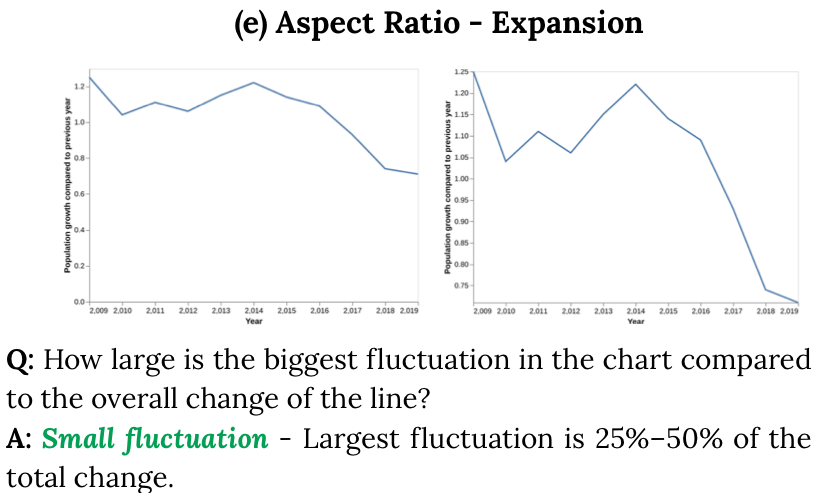 (e) Aspect Ratio - Expansion
Population growth compared to previous year
1.2
1.0
0.8
0.6
0.4
0.2
0.0
2,009 2,010 2,011 2,012 2,013 2,014 2,015 2,016 2,017 2,018 2,019
Year
Population growth compared to previous year
1.25
1.20
1.15
1.10
1.05
1.00
0.95
0.90
0.85
0.80
0.75
2,009 2,010 2,011 2,012 2,013 2,014 2,015 2,016 2,017 2,018 2,019
Year
Q: How large is the biggest fluctuation in the chart compared
to the overall change of the line?
A: Small fluctuation - Largest fluctuation is 25%–50% of the
total change.